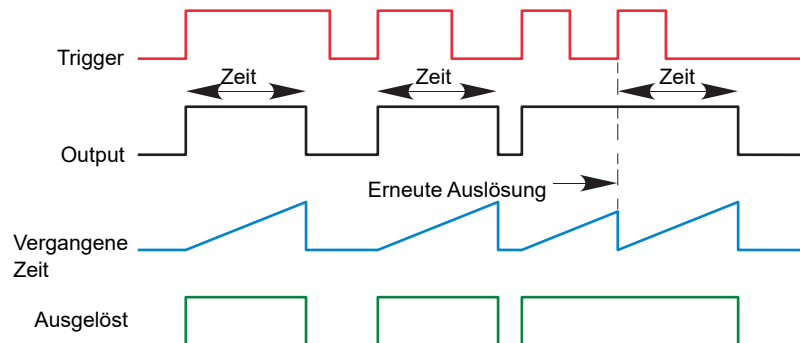 Trigger
Zeit
Zeit
Zeit
Output
Erneute Auslösung
Vergangene
Zeit
Ausgelöst